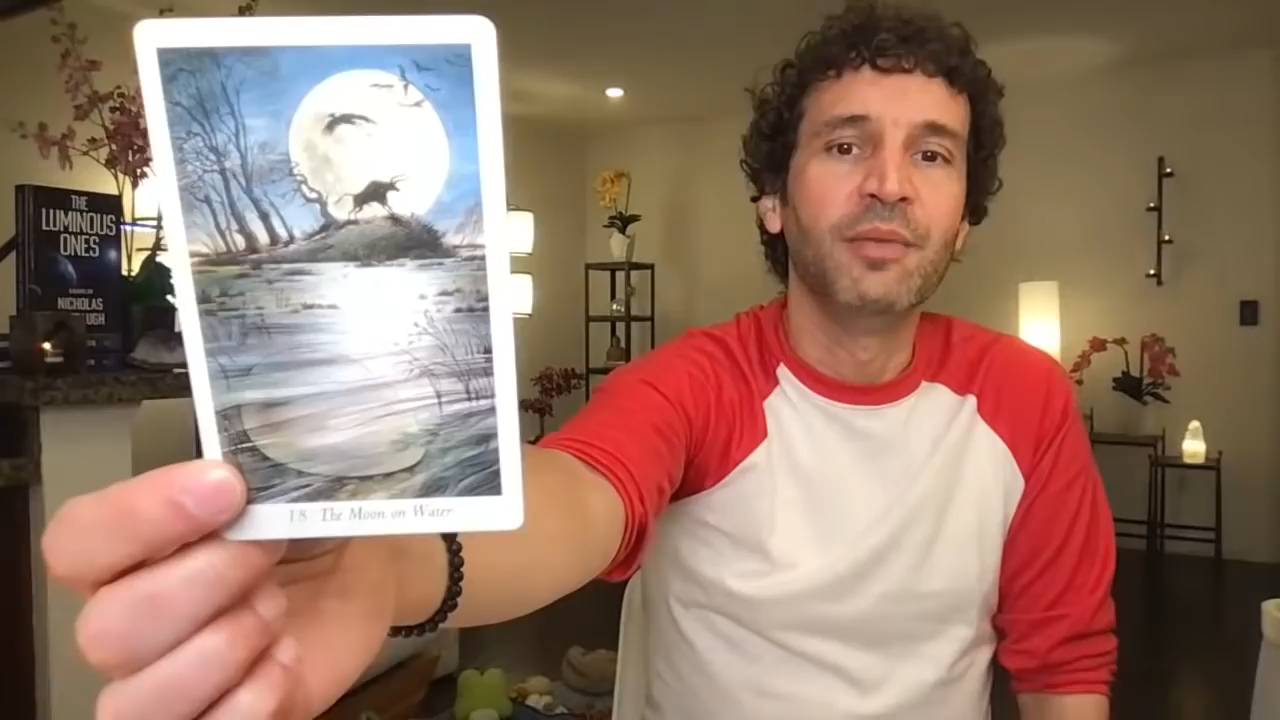 THE
LUMINOUS
ONES
NICHOLAS
18 The Moon on Water